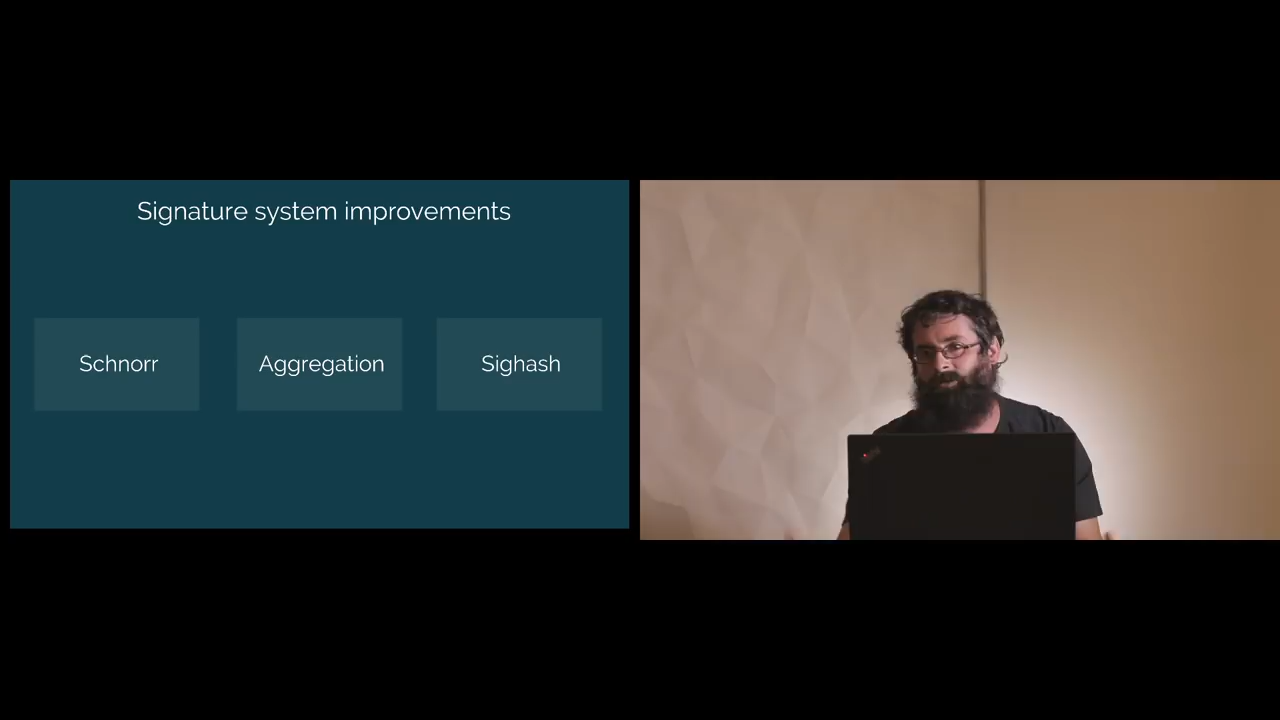 Signature system improvements
Schnorr
Aggregation
Sighash